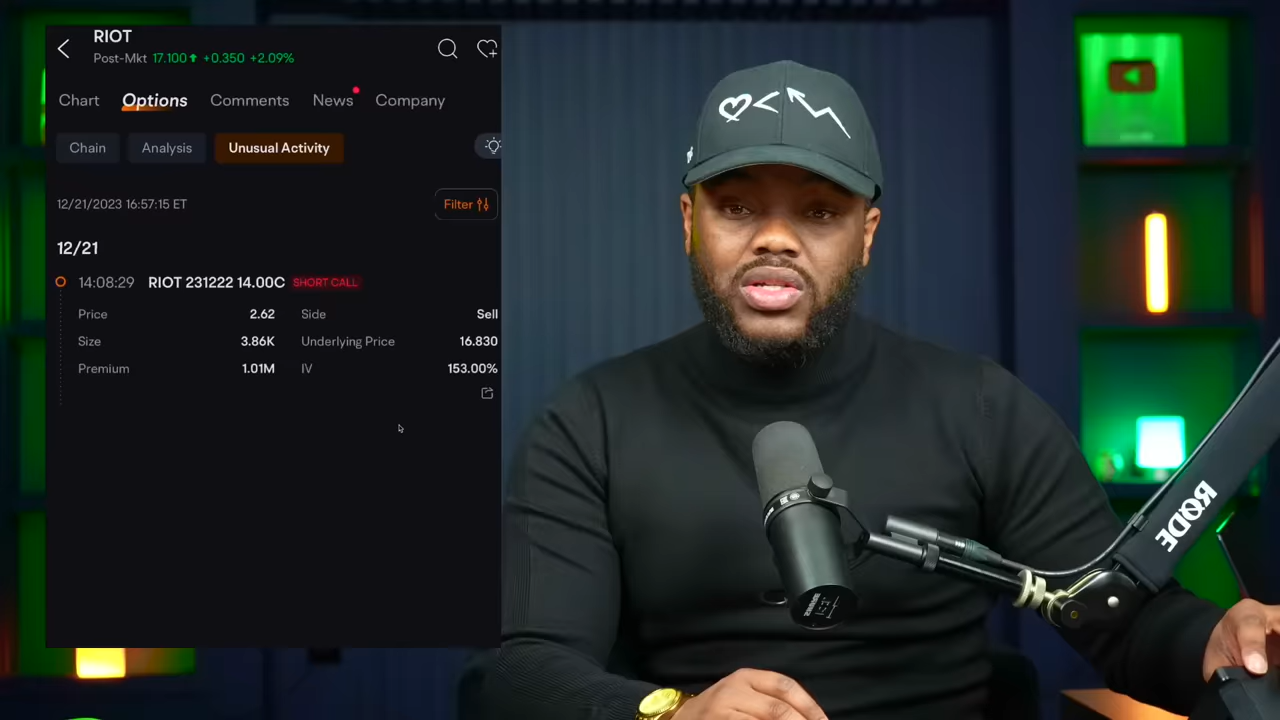 RIOT
Post-Mkt 17.100 +0.350 +2.09%
Chart Options Comments News Company
Chain Analysis Unusual Activity
12/21/2023 16:57:15 ET Filter
12/21
14:08:29 RIOT 231222 14.00C SHORT CALL
Price 2.62 Side Sell
Size 3.86K Underlying Price 16.830
Premium 1.01M IV 153.00%
RØDE